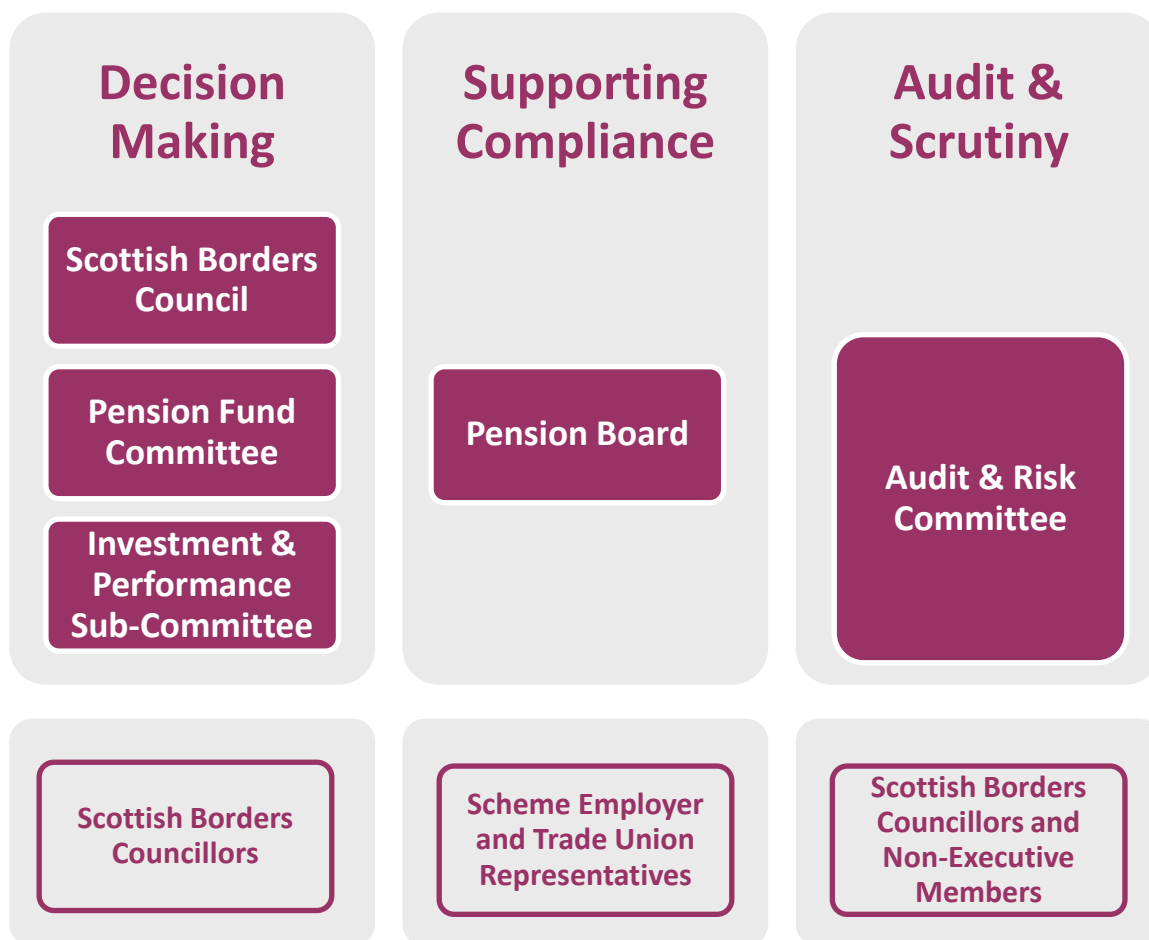 Decision
Making
Scottish Borders
Council
Pension Fund
Committee
Investment &
Performance
Sub-Committee
Supporting
Compliance
Pension Board
Audit &
Scrutiny
Audit & Risk
Committee
Scottish Borders
Councillors
Scheme Employer
and Trade Union
Representatives
Scottish Borders
Councillors and
Non-Executive
Members